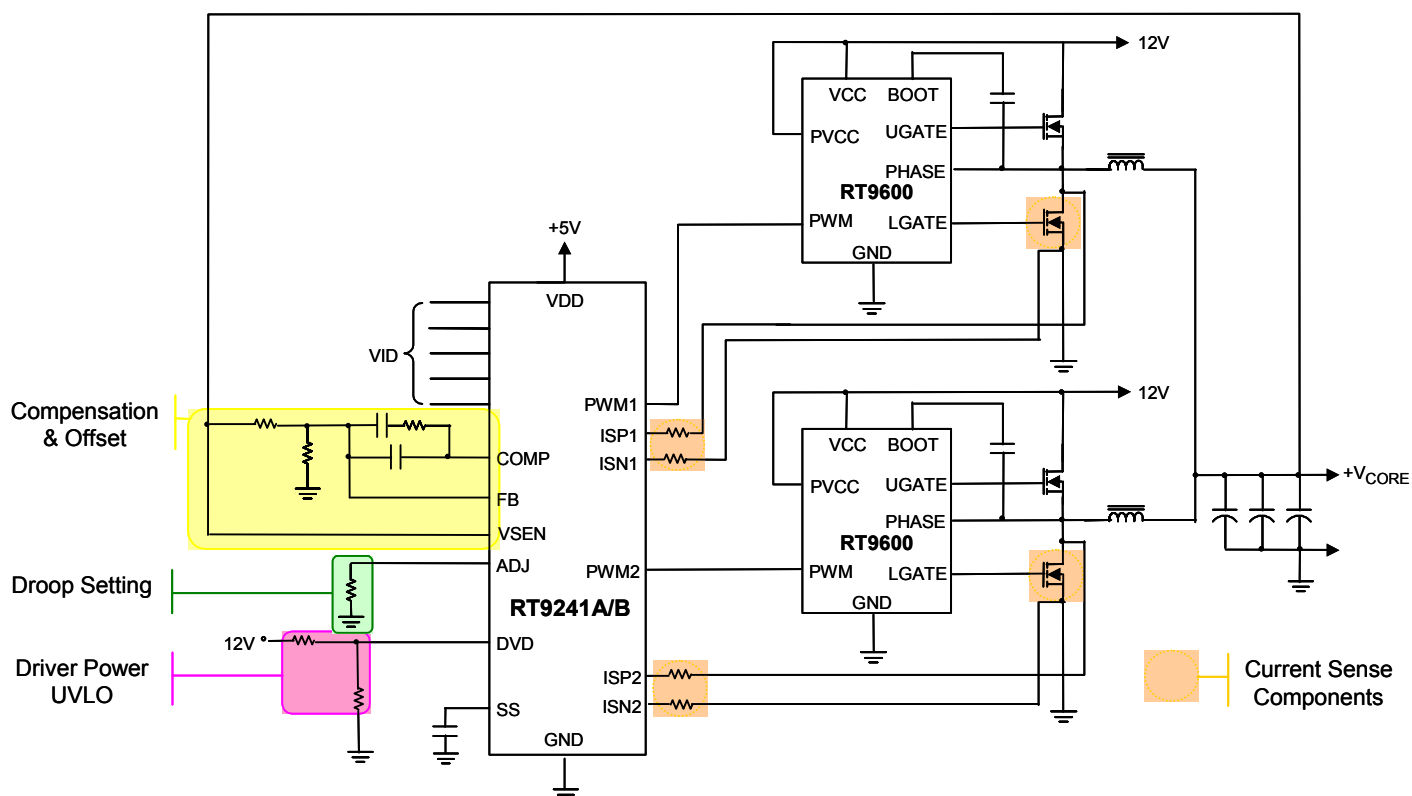 12V
VCC BOOT
PVCC
UGATE
PHASE
RT9600
PWM
LGATE
GND
+5V
VDD
VID
Compensation
& Offset
COMP
FB
VSEN
Droop Setting
ADJ
RT9241A/B
12V
DVD
Driver Power
UVLO
SS
GND
PWM1
ISP1
ISN1
PWM2
ISP2
ISN2
12V
VCC BOOT
PVCC
UGATE
PHASE
RT9600
PWM
LGATE
GND
+VCORE
Current Sense
Components